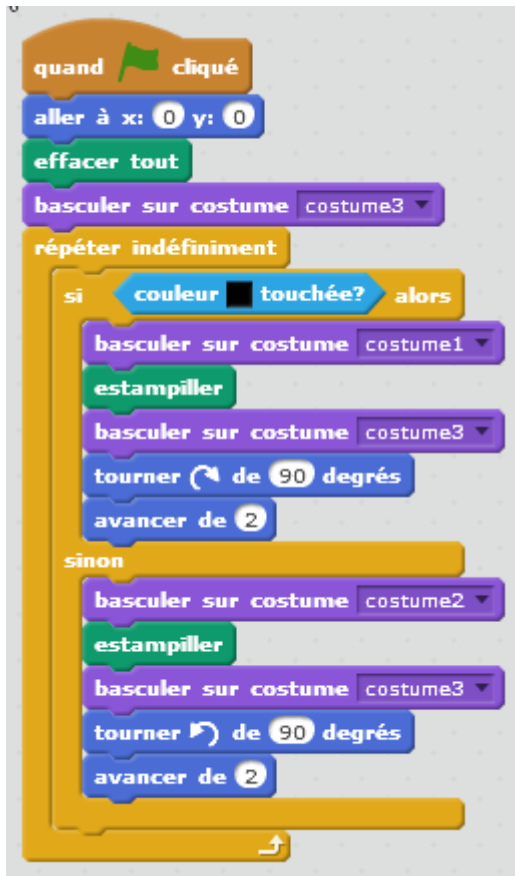 quand cliqué
aller à x: 0 y: 0
effacer tout
basculer sur costume costume3
répéter indéfiniment
si couleur touchée? alors
basculer sur costume costume1
estampiller
basculer sur costume costume3
tourner de 90 degrés
avancer de 2
sinon
basculer sur costume costume2
estampiller
basculer sur costume costume3
tourner de 90 degrés
avancer de 2